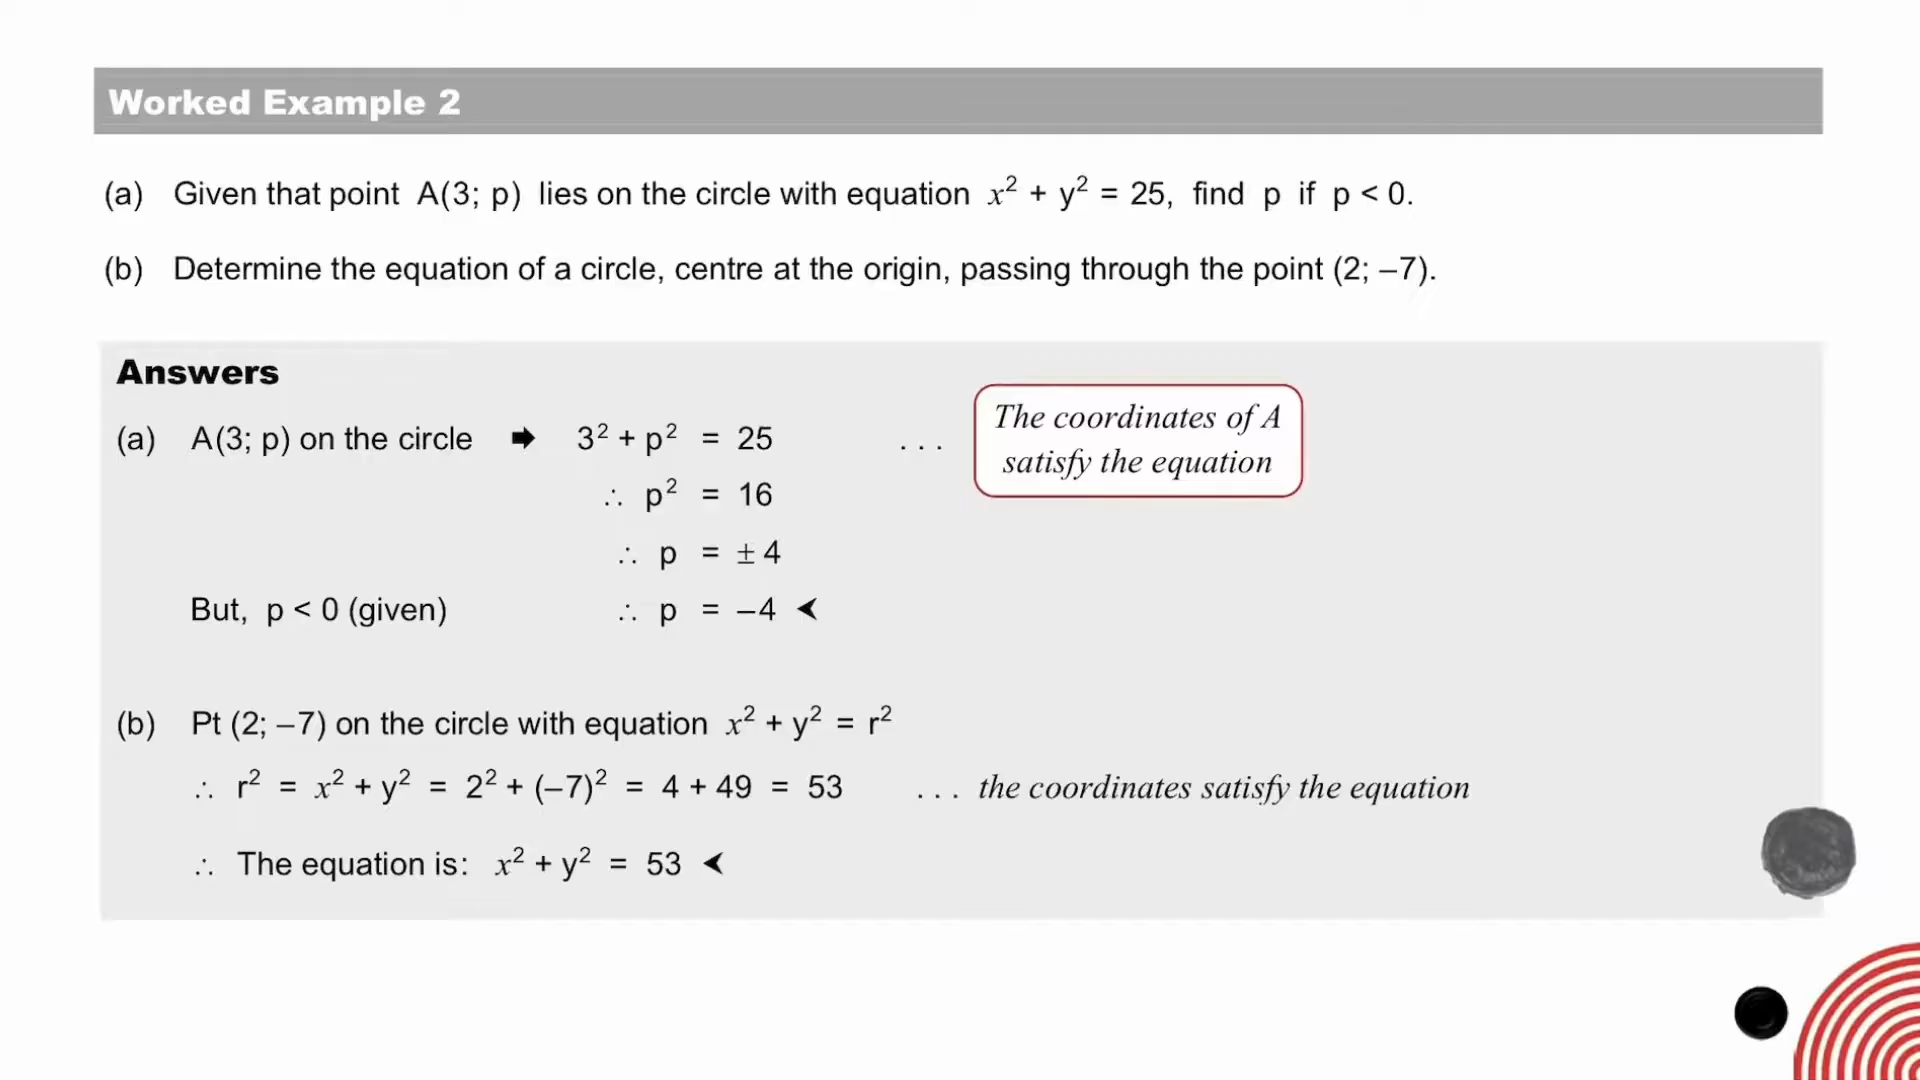 Worked Example 2
(a) Given that point A(3; p) lies on the circle with equation x² + y² = 25, find p if p < 0.
(b) Determine the equation of a circle, centre at the origin, passing through the point (2; –7).
Answers
(a) A(3; p) on the circle ➡ 3² + p² = 25 . . . The coordinates of A
satisfy the equation
∴ p² = 16
∴ p = ± 4
But, p < 0 (given) ∴ p = –4 ⮜
(b) Pt (2; –7) on the circle with equation x² + y² = r²
∴ r² = x² + y² = 2² + (–7)² = 4 + 49 = 53 . . . the coordinates satisfy the equation
∴ The equation is: x² + y² = 53 ⮜